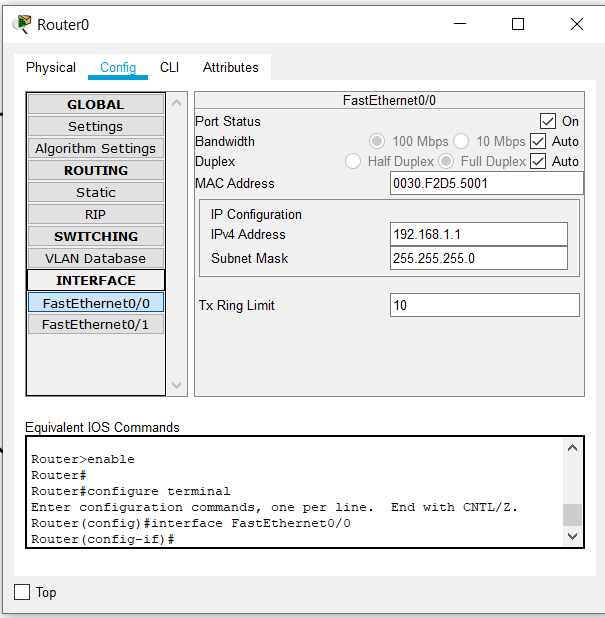 Router0
Physical Config CLI Attributes
GLOBAL
Settings
Algorithm Settings
ROUTING
Static
RIP
SWITCHING
VLAN Database
INTERFACE
FastEthernet0/0
FastEthernet0/1
FastEthernet0/0
Port Status On
Bandwidth 100 Mbps 10 Mbps Auto
Duplex Half Duplex Full Duplex Auto
MAC Address 0030.F2D5.5001
IP Configuration
IPv4 Address 192.168.1.1
Subnet Mask 255.255.255.0
Tx Ring Limit 10
Equivalent IOS Commands
Router>enable
Router#
Router#configure terminal
Enter configuration commands, one per line.  End with CNTL/Z.
Router(config)#interface FastEthernet0/0
Router(config-if)#
Top